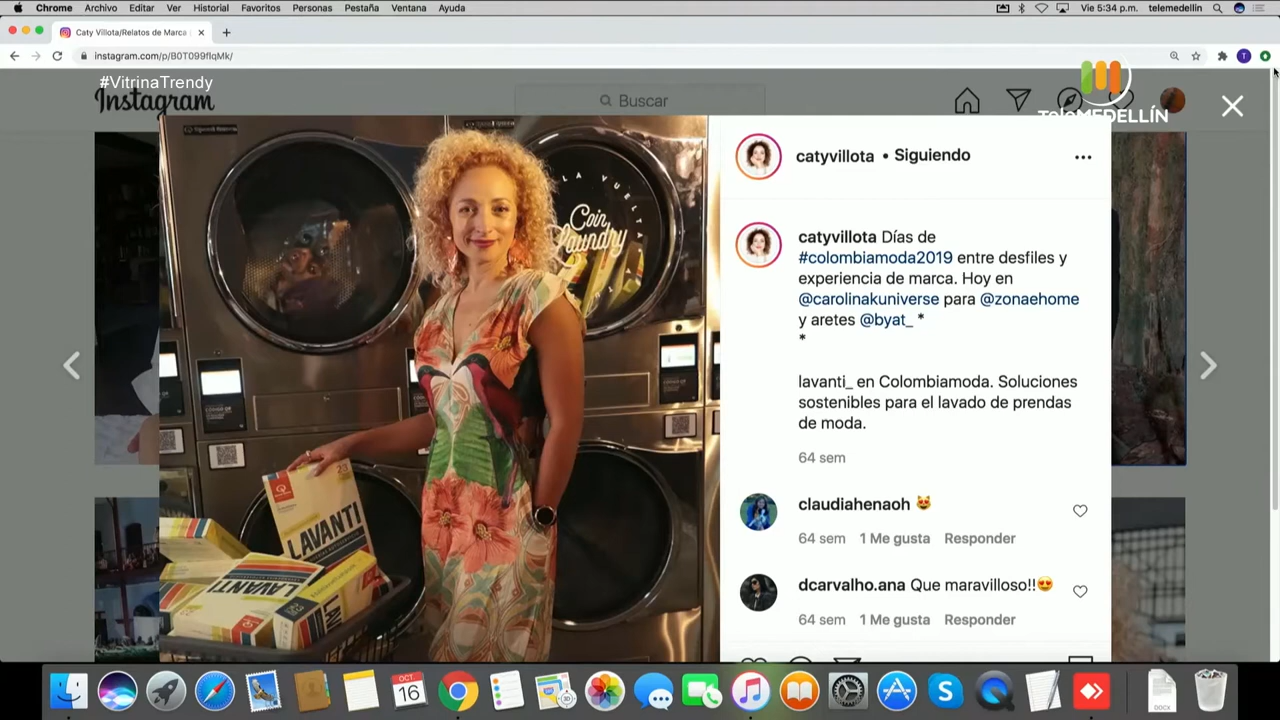 Chrome Archivo Editar Ver Historial Favoritos Personas Pestaña Ventana Ayuda Vie 5:34 p.m. telemedellin
Caty Villota/Relatos de Marca
instagram.com/p/B0T099flqMk/
#VitrinaTrendy
Instagram
Buscar
TeleMEDELLÍN
catyvillota • Siguiendo
catyvillota Días de
#colombiamoda2019 entre desfiles y
experiencia de marca. Hoy en
@carolinakuniverse para @zonaehome
y aretes @byat_ *
*
lavanti_ en Colombiamoda. Soluciones
sostenibles para el lavado de prendas
de moda.
64 sem
claudiahenaoh 😻
64 sem 1 Me gusta Responder
dcarvalho.ana Que maravilloso!!😍
64 sem 1 Me gusta Responder
LA VUELTA
Coin
Laundry
LAVANTI
LAVANTI
OCT.
16
DOCX